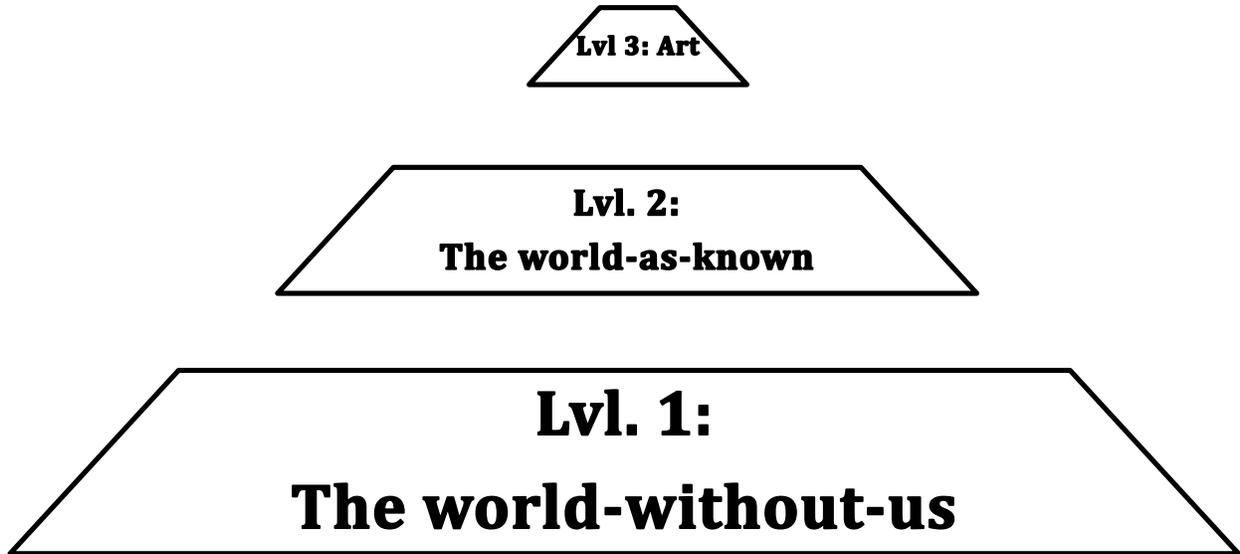 Lvl 3: Art
Lvl. 2:
The world-as-known
Lvl. 1:
The world-without-us